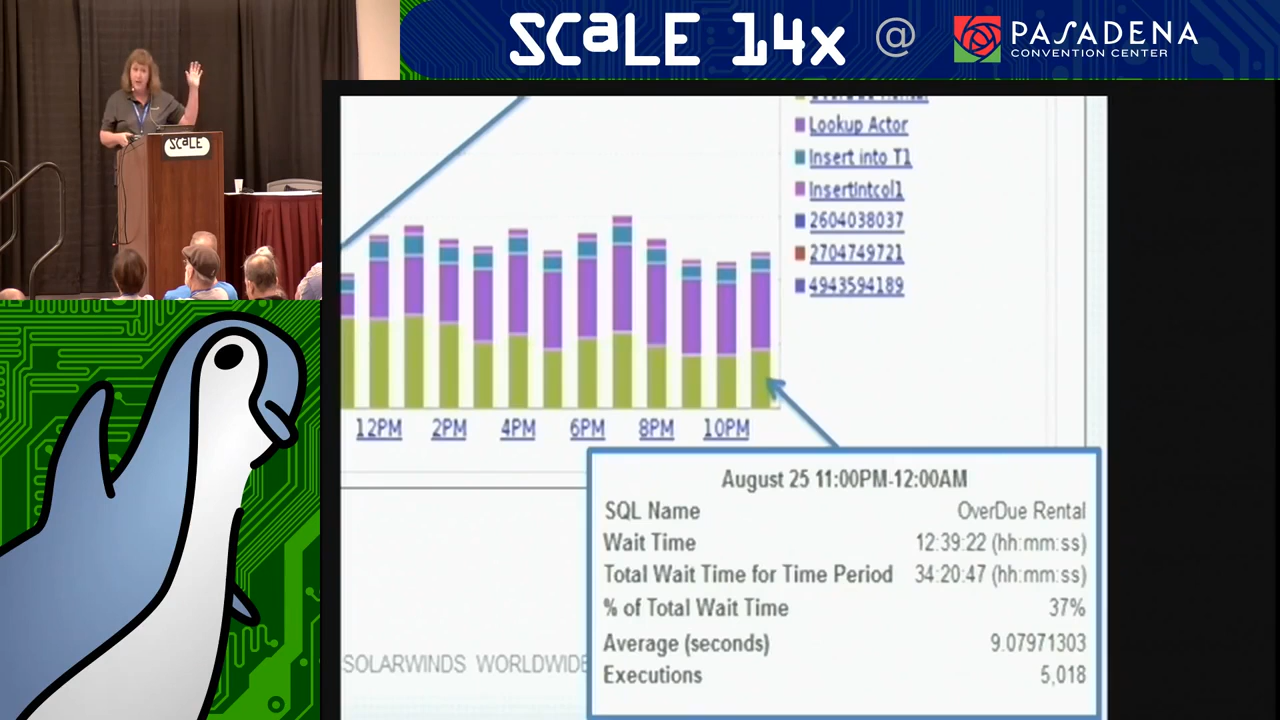 SCaLE 14x @ PASADENA
CONVENTION CENTER
SCaLE
Lookup Actor
Insert into T1
InsertIntcol1
2604038037
2704749721
4943594189
12PM 2PM 4PM 6PM 8PM 10PM
August 25 11:00PM-12:00AM
SQL Name OverDue Rental
Wait Time 12:39:22 (hh:mm:ss)
Total Wait Time for Time Period 34:20:47 (hh:mm:ss)
% of Total Wait Time 37%
Average (seconds) 9.07971303
Executions 5,018
SOLARWINDS WORLDWIDE